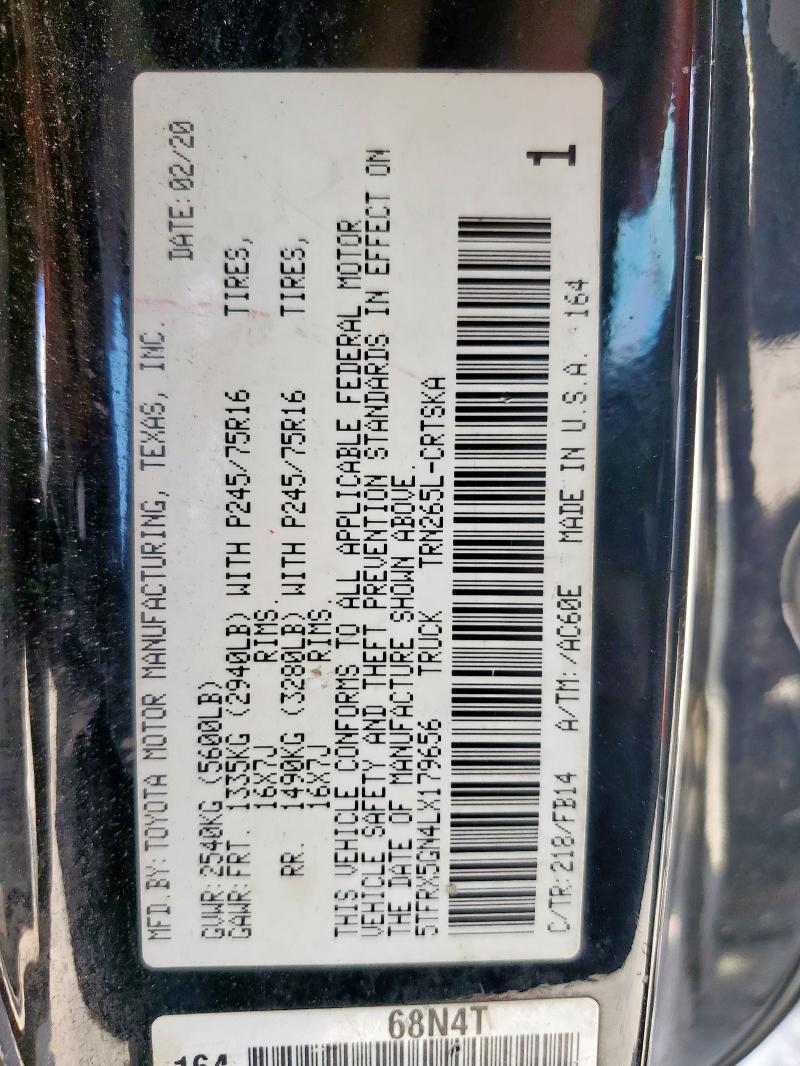 MFD.BY: TOYOTA MOTOR MANUFACTURING, TEXAS, INC.
DATE: 02/20
GVWR: 2540KG (5600LB)
GAWR: FRT. 1335KG (2940LB) WITH P245/75R16 TIRES,
16X7J RIMS.
RR. 1490KG (3280LB) WITH P245/75R16 TIRES,
16X7J RIMS.
THIS VEHICLE CONFORMS TO ALL APPLICABLE FEDERAL MOTOR
VEHICLE SAFETY AND THEFT PREVENTION STANDARDS IN EFFECT ON
THE DATE OF MANUFACTURE SHOWN ABOVE.
5TFRX5GN4LX179656 TRUCK TRN265L-CRTSKA
1
C/TR: 218/FB14 A/TM: /AC60E MADE IN U.S.A. 164
68N4T
164